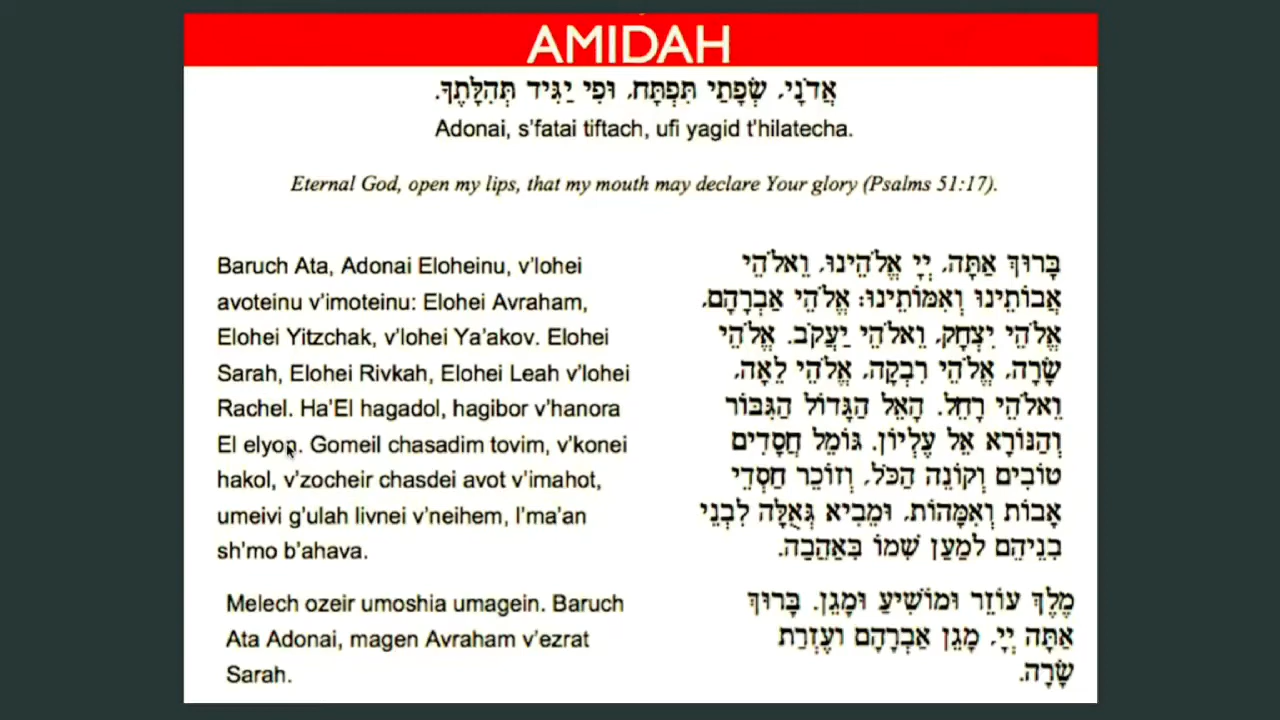 AMIDAH
אֲדֹנָי, שְׂפָתַי תִּפְתָּח, וּפִי יַגִּיד תְּהִלָּתֶךָ.
Adonai, s'fatai tiftach, ufi yagid t'hilatecha.
Eternal God, open my lips, that my mouth may declare Your glory (Psalms 51:17).
Baruch Ata, Adonai Eloheinu, v'lohei
avoteinu v'imoteinu: Elohei Avraham,
Elohei Yitzchak, v'lohei Ya'akov. Elohei
Sarah, Elohei Rivkah, Elohei Leah v'lohei
Rachel. Ha'El hagadol, hagibor v'hanora
El elyon. Gomeil chasadim tovim, v'konei
hakol, v'zocheir chasdei avot v'imahot,
umeivi g'ulah livnei v'neihem, l'ma'an
sh'mo b'ahava.
בָּרוּךְ אַתָּה, יְיָ אֱלֹהֵינוּ, וֵאלֹהֵי
אֲבוֹתֵינוּ וְאִמּוֹתֵינוּ: אֱלֹהֵי אַבְרָהָם,
אֱלֹהֵי יִצְחָק, וֵאלֹהֵי יַעֲקֹב. אֱלֹהֵי
שָׂרָה, אֱלֹהֵי רִבְקָה, אֱלֹהֵי לֵאָה,
וֵאלֹהֵי רָחֵל. הָאֵל הַגָּדוֹל הַגִּבּוֹר
וְהַנּוֹרָא אֵל עֶלְיוֹן. גּוֹמֵל חֲסָדִים
טוֹבִים וְקוֹנֵה הַכֹּל, וְזוֹכֵר חַסְדֵי
אָבוֹת וְאִמָּהוֹת, וּמֵבִיא גְּאֻלָּה לִבְנֵי
בְנֵיהֶם לְמַעַן שְׁמוֹ בְּאַהֲבָה.
Melech ozeir umoshia umagein. Baruch
Ata Adonai, magen Avraham v'ezrat
Sarah.
מֶלֶךְ עוֹזֵר וּמוֹשִׁיעַ וּמָגֵן. בָּרוּךְ
אַתָּה יְיָ, מָגֵן אַבְרָהָם וְעֶזְרַת
שָׂרָה.